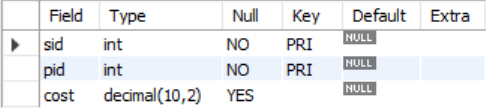 Field Type Null Key Default Extra
sid int NO PRI NULL
pid int NO PRI NULL
cost decimal(10,2) YES NULL